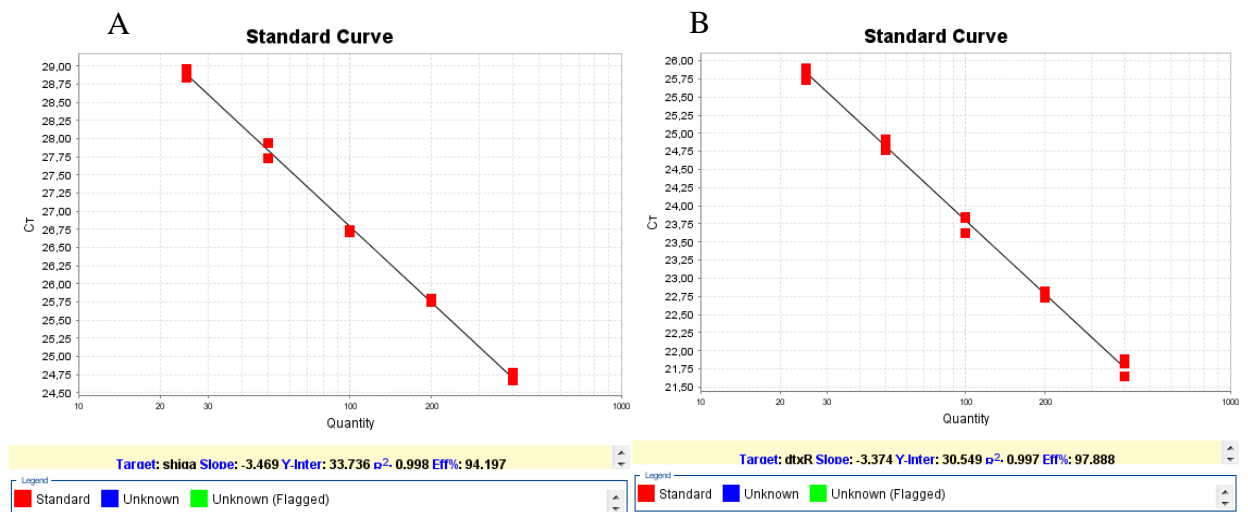 A
Standard Curve
29,00
28,75
28,50
28,25
28,00
27,75
27,50
27,25
27,00
26,75
26,50
26,25
26,00
25,75
25,50
25,25
25,00
24,75
24,50
CT
10 20 30 100 200 1000
Quantity
Target: shiga Slope: -3.469 Y-Inter: 33.736 R²: 0.998 Eff%: 94.197
Legend
Standard Unknown Unknown (Flagged)
B
Standard Curve
26,00
25,75
25,50
25,25
25,00
24,75
24,50
24,25
24,00
23,75
23,50
23,25
23,00
22,75
22,50
22,25
22,00
21,75
21,50
CT
10 20 30 100 200 1000
Quantity
Target: dtxR Slope: -3.374 Y-Inter: 30.549 R²: 0.997 Eff%: 97.888
Legend
Standard Unknown Unknown (Flagged)